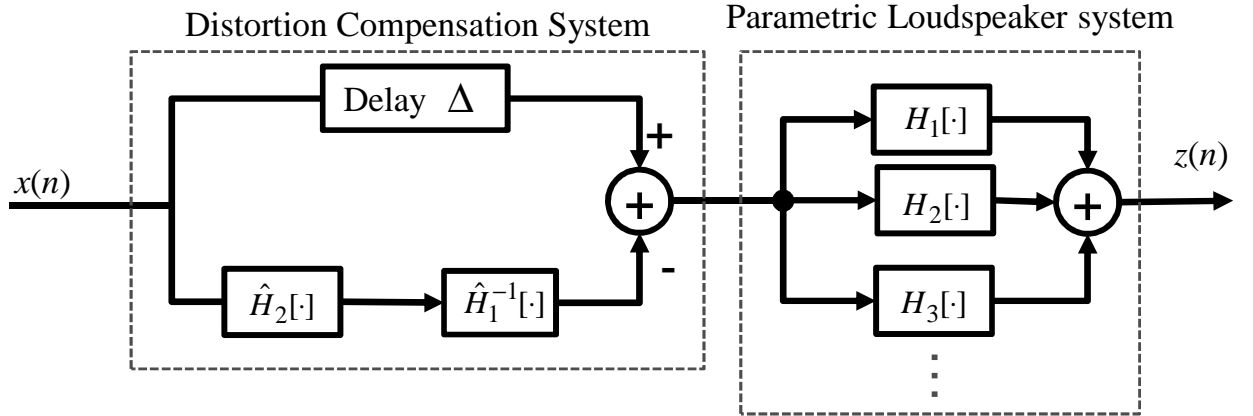 Distortion Compensation System
Parametric Loudspeaker system
Delay Δ
+
x(n)
+
-
Ĥ₂[·]
Ĥ₁⁻¹[·]
H₁[·]
H₂[·]
H₃[·]
⋮
+
z(n)